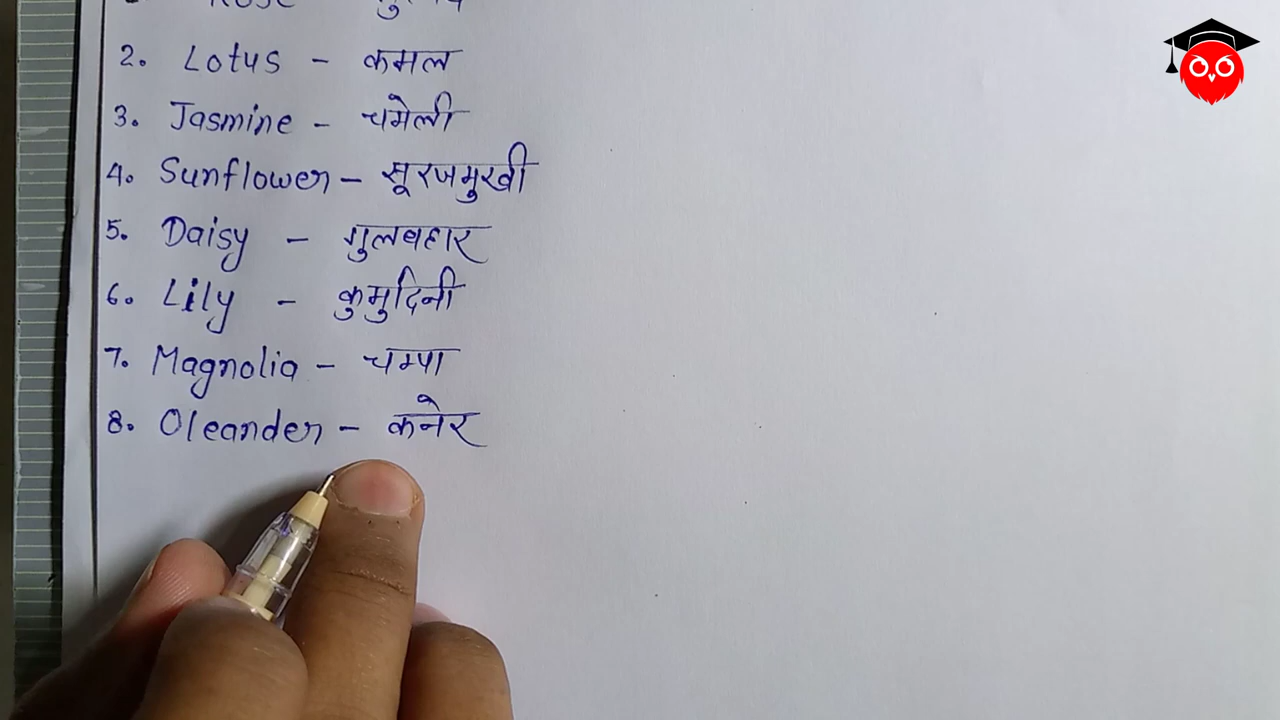 Rose गुलाब
2. Lotus - कमल
3. Jasmine - चमेली
4. Sunflower - सूरजमुखी
5. Daisy - गुलबहार
6. Lily - कुमुदिनी
7. Magnolia - चम्पा
8. Oleander - कनेर